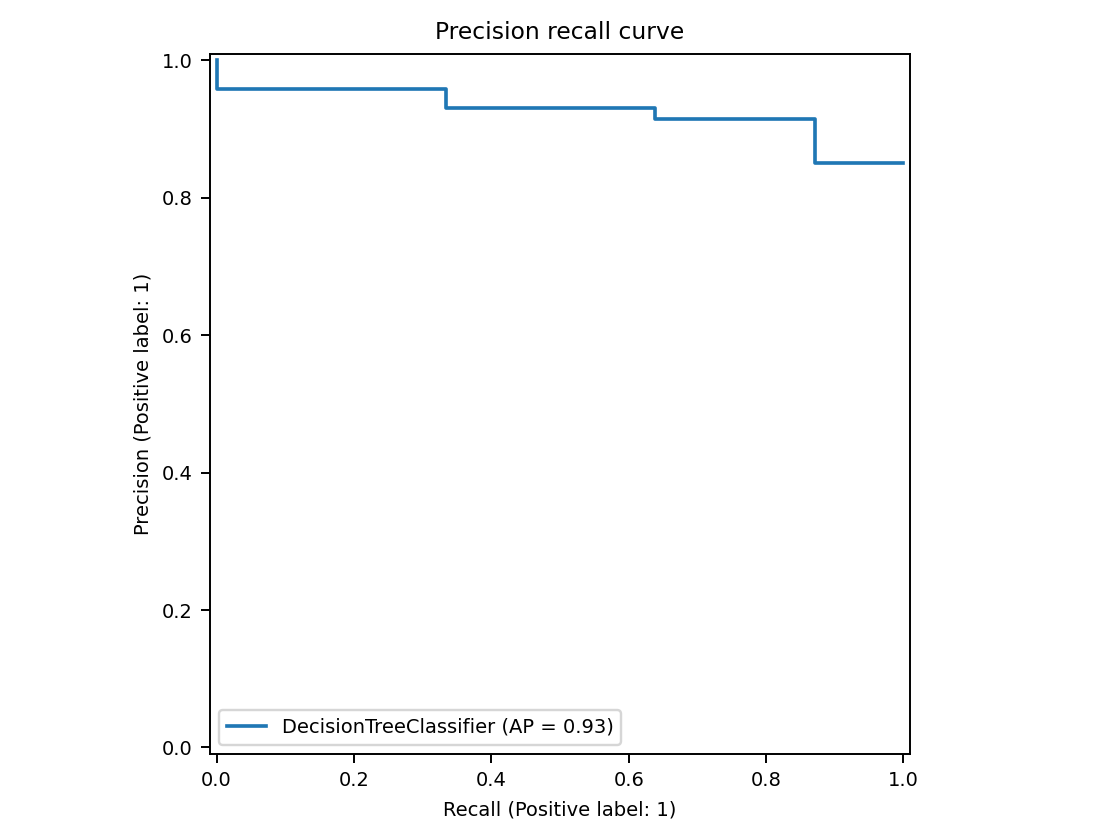 Precision recall curve
1.0
0.8
0.6
0.4
0.2
0.0
Precision (Positive label: 1)
DecisionTreeClassifier (AP = 0.93)
0.0 0.2 0.4 0.6 0.8 1.0
Recall (Positive label: 1)